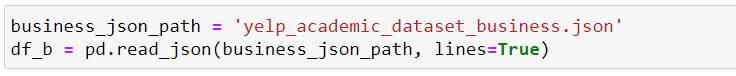 business_json_path = 'yelp_academic_dataset_business.json'
df_b = pd.read_json(business_json_path, lines=True)